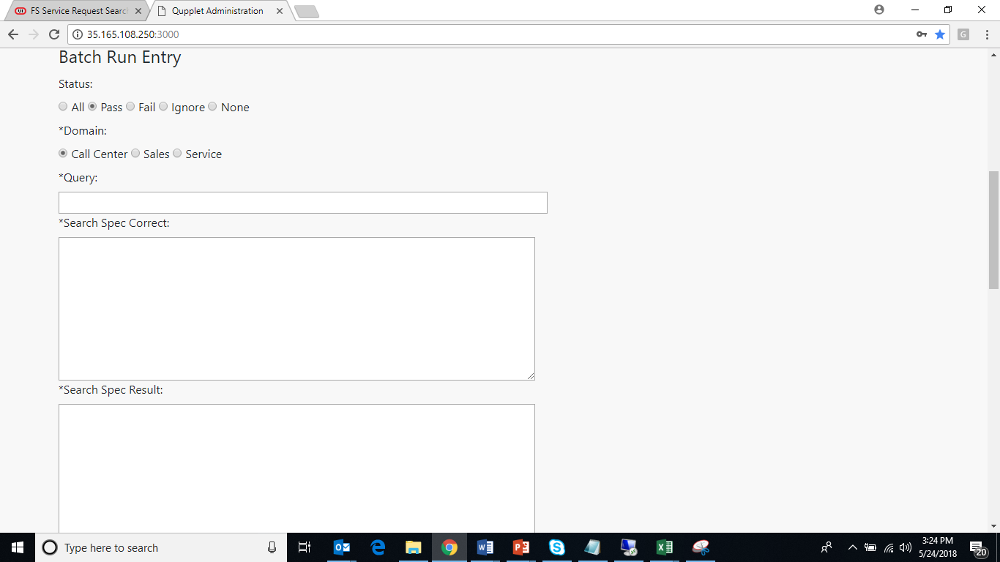 FS Service Request Search
Qupplet Administration
35.165.108.250:3000
G
Batch Run Entry
Status:
All Pass Fail Ignore None
*Domain:
Call Center Sales Service
*Query:
*Search Spec Correct:
*Search Spec Result:
Type here to search
3:24 PM
5/24/2018
20